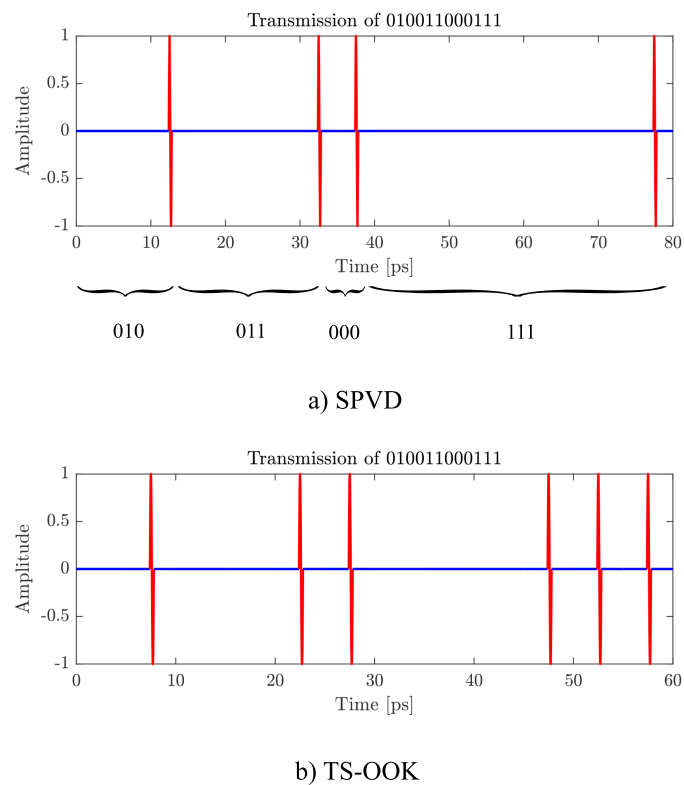 Transmission of 010011000111
1
0.5
0
-0.5
-1
Amplitude
0 10 20 30 40 50 60 70 80
Time [ps]
010 011 000 111
a) SPVD
Transmission of 010011000111
1
0.5
0
-0.5
-1
Amplitude
0 10 20 30 40 50 60
Time [ps]
b) TS-OOK